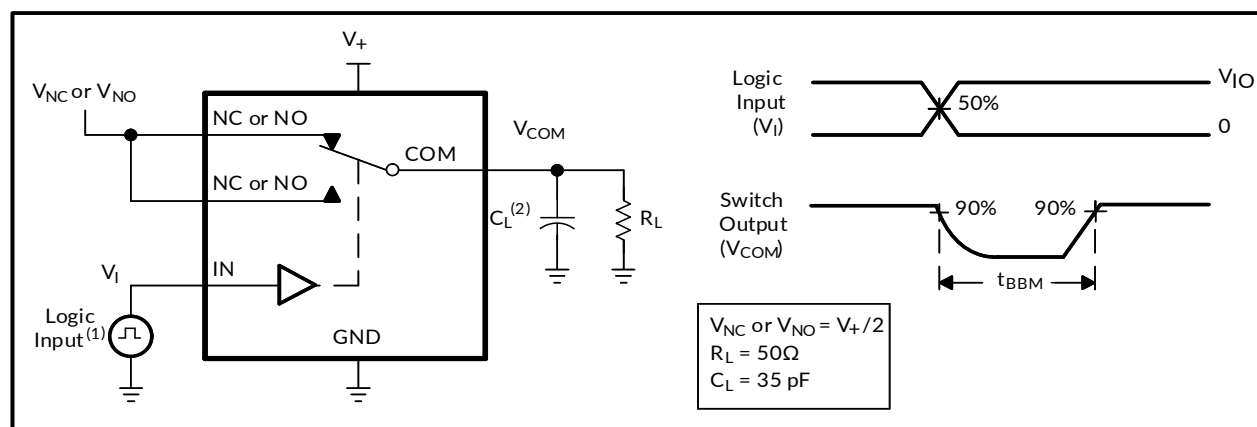 V+
VNC or VNO
NC or NO
VCOM
COM
NC or NO
CL(2)
RL
VI
IN
Logic
Input(1)
GND
Logic
Input
(VI)
50%
VIO
0
Switch
Output
(VCOM)
90%
90%
tBBM
VNC or VNO = V+/2
RL = 50Ω
CL = 35 pF